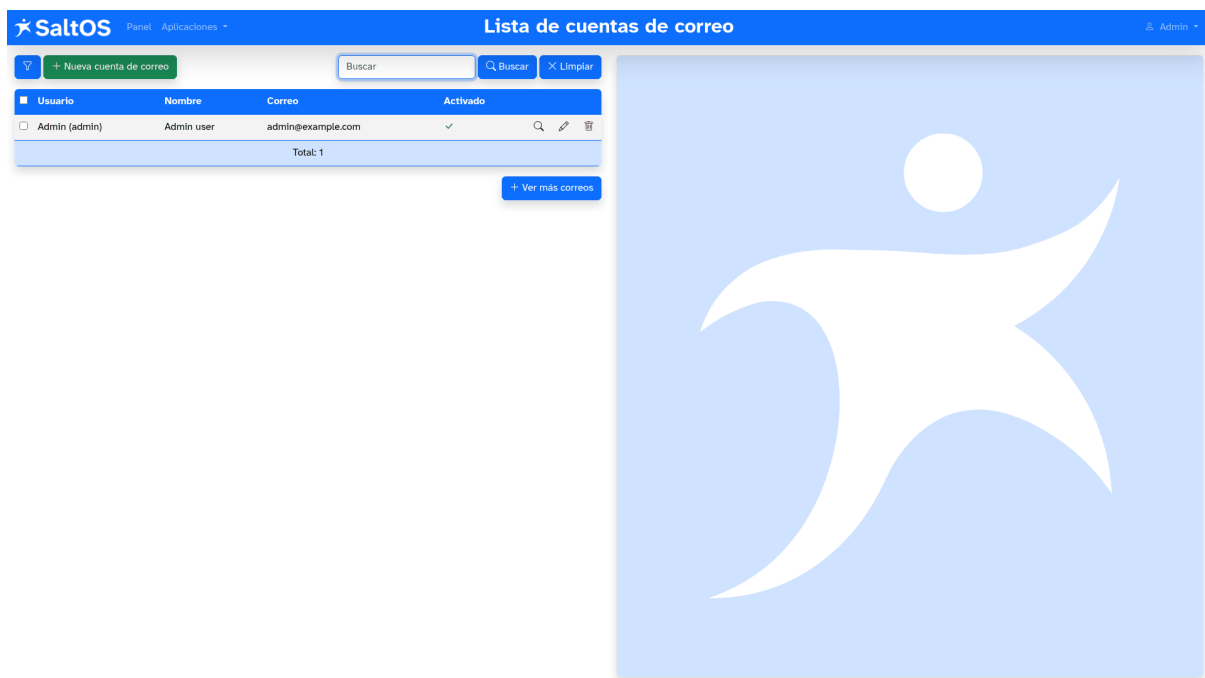 SaltOS Panel Aplicaciones Lista de cuentas de correo Admin
+ Nueva cuenta de correo Buscar Buscar Limpiar
Usuario Nombre Correo Activado
Admin (admin) Admin user admin@example.com
Total: 1
+ Ver más correos